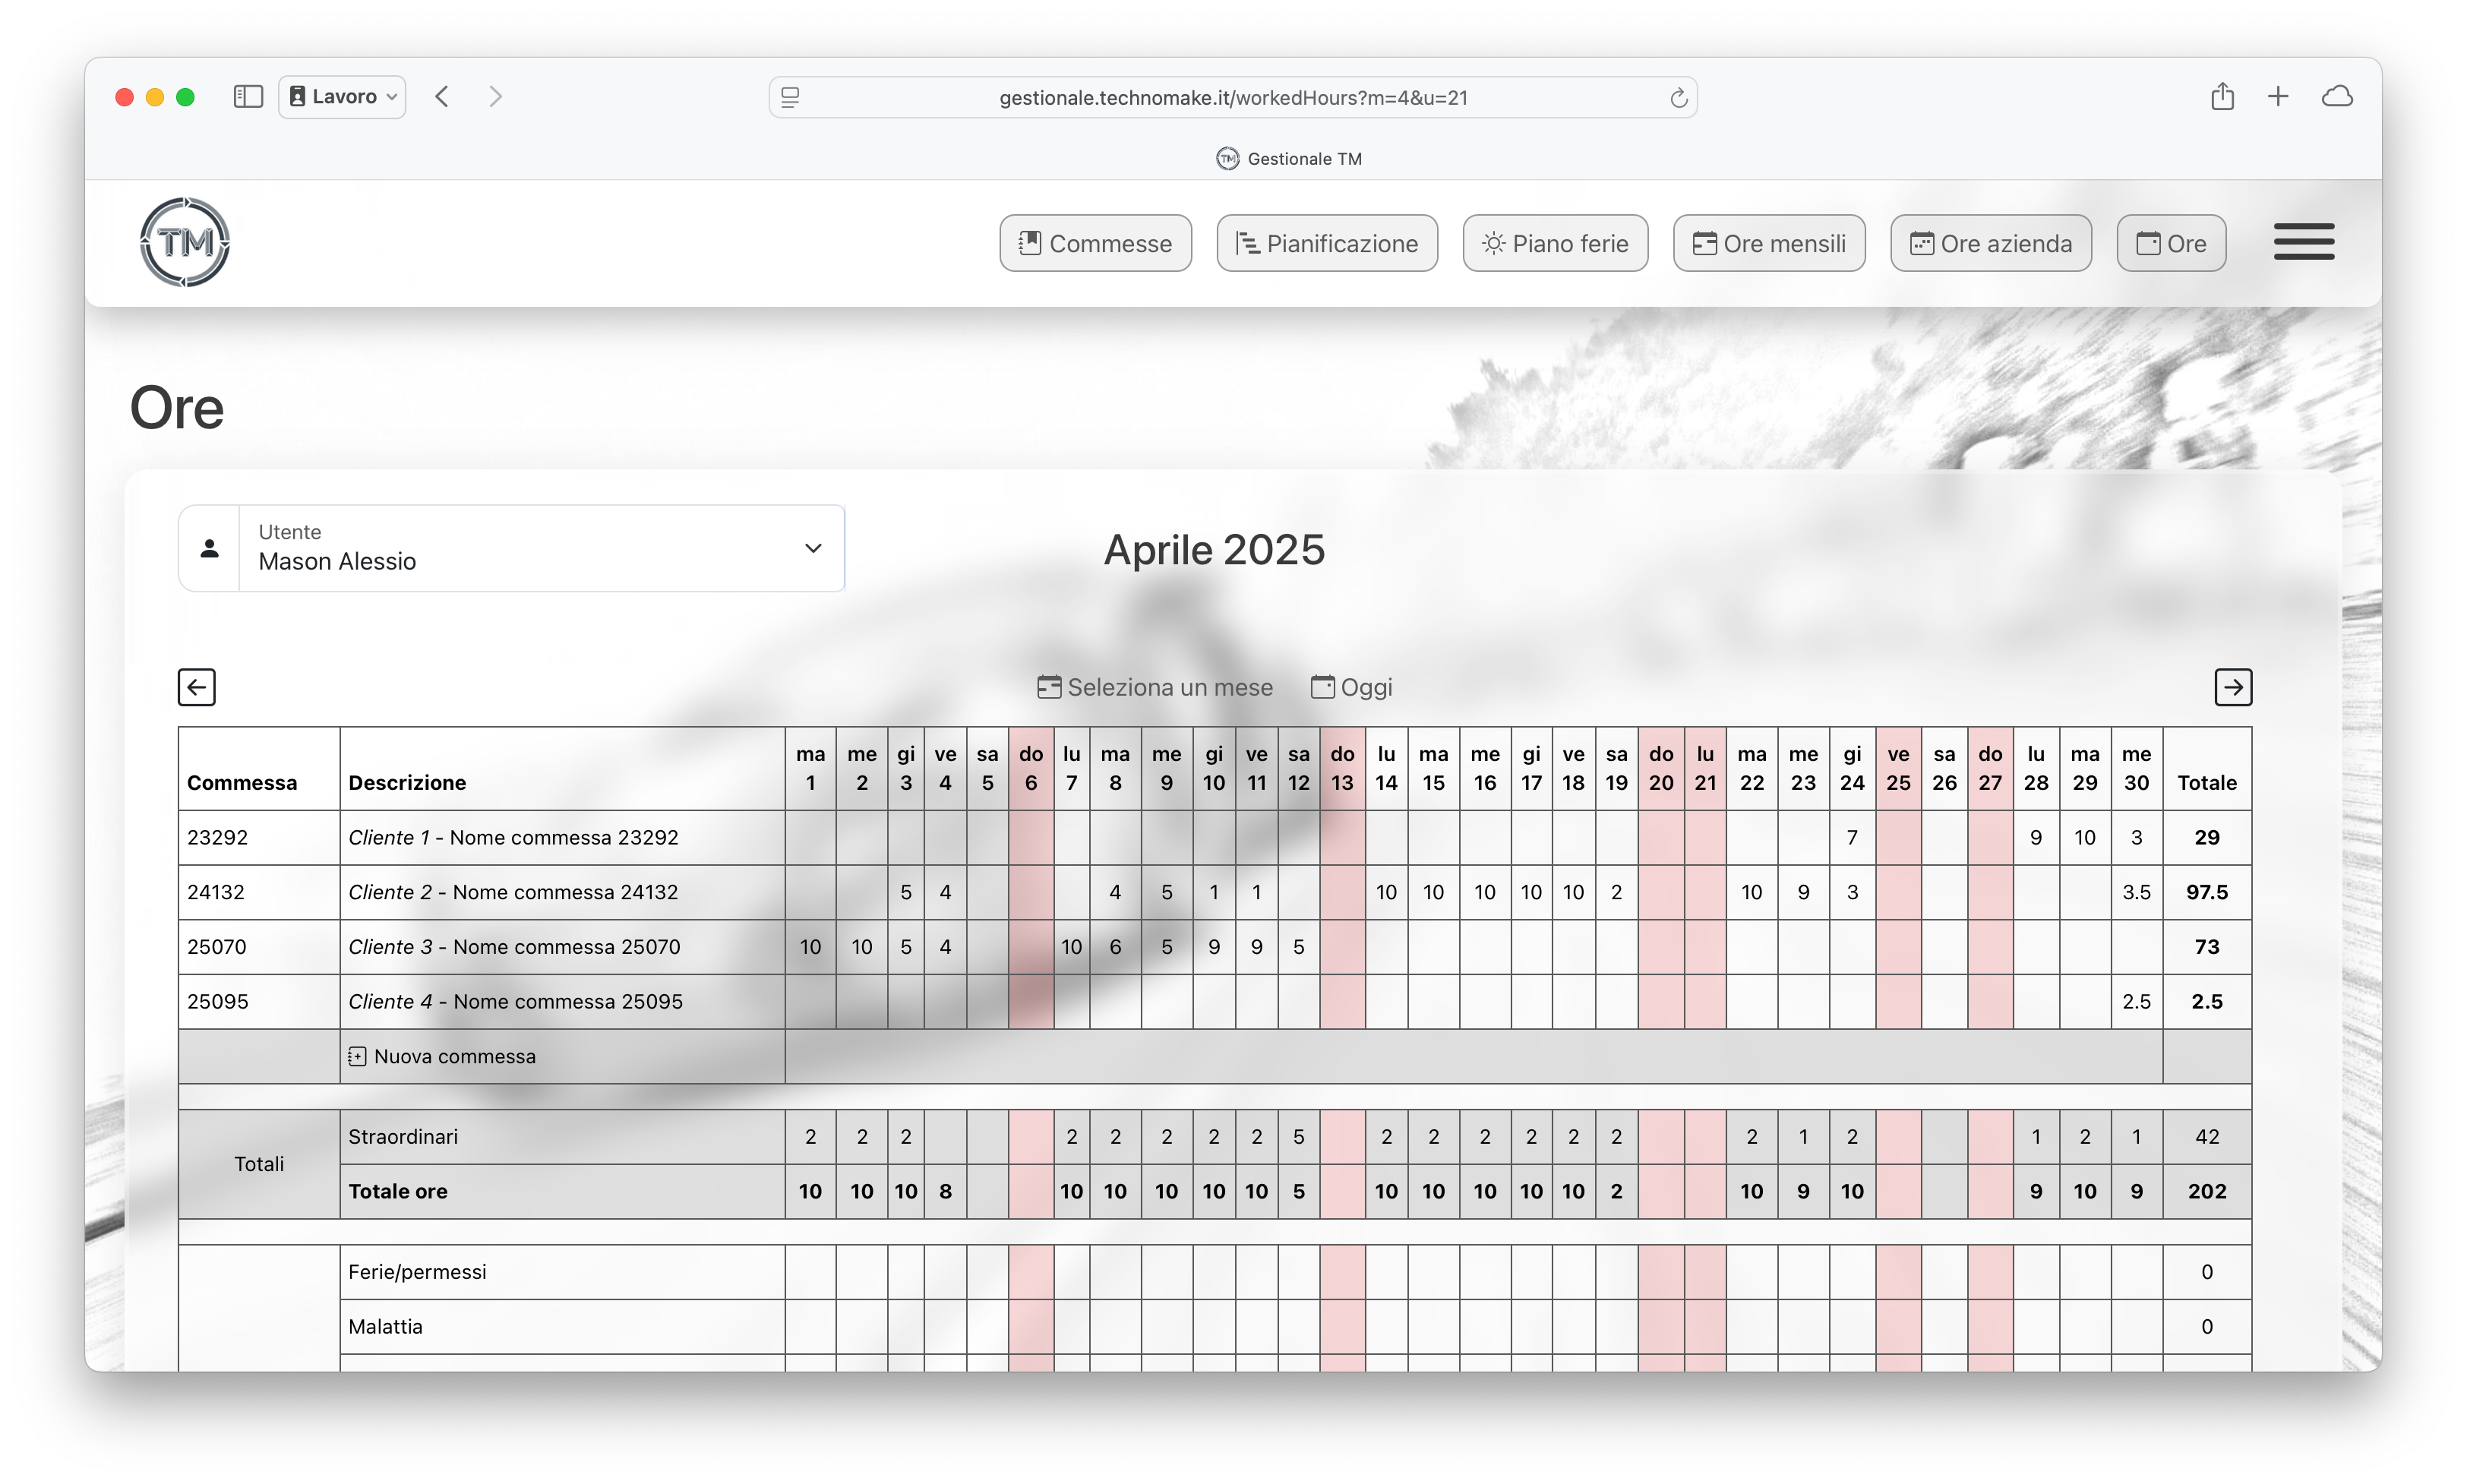 Lavoro
gestionale.technomake.it/workedHours?m=4&u=21
TM Gestionale TM
TM
Commesse Pianificazione Piano ferie Ore mensili Ore azienda Ore
Ore
Utente
Mason Alessio
Aprile 2025
Seleziona un mese Oggi
ma me gi ve sa do lu ma me gi ve sa do lu ma me gi ve sa do lu ma me gi ve sa do lu ma me
Commessa Descrizione 1 2 3 4 5 6 7 8 9 10 11 12 13 14 15 16 17 18 19 20 21 22 23 24 25 26 27 28 29 30 Totale
23292 Cliente 1 - Nome commessa 23292 7 9 10 3 29
24132 Cliente 2 - Nome commessa 24132 5 4 4 5 1 1 10 10 10 10 10 2 10 9 3 3.5 97.5
25070 Cliente 3 - Nome commessa 25070 10 10 5 4 10 6 5 9 9 5 73
25095 Cliente 4 - Nome commessa 25095 2.5 2.5
Nuova commessa
Totali
Straordinari 2 2 2 2 2 2 2 2 5 2 2 2 2 2 2 2 1 2 1 2 1 42
Totale ore 10 10 10 8 10 10 10 10 10 5 10 10 10 10 10 2 10 9 10 9 10 9 202
Ferie/permessi 0
Malattia 0